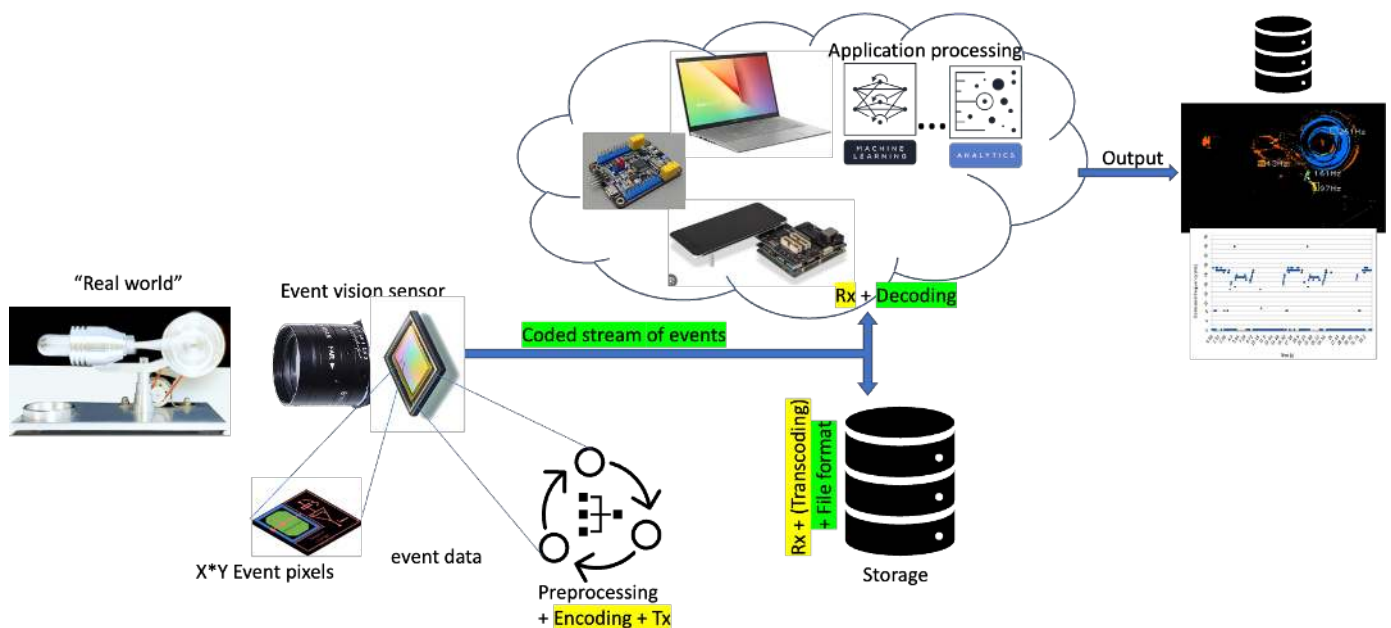 Application processing
MACHINE LEARNING
ANALYTICS
Output
Rx + Decoding
"Real world"
Event vision sensor
Coded stream of events
X*Y Event pixels
event data
Preprocessing
+ Encoding + Tx
Rx + (Transcoding)
+ File format
Storage